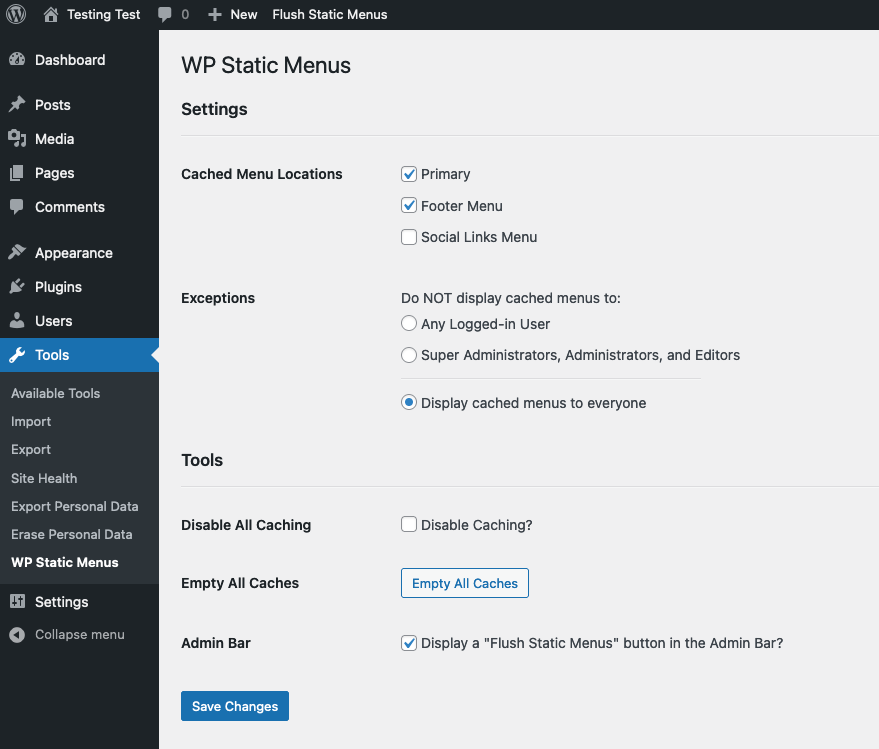 Testing Test 0 New Flush Static Menus
Dashboard
Posts
Media
Pages
Comments
Appearance
Plugins
Users
Tools
Available Tools
Import
Export
Site Health
Export Personal Data
Erase Personal Data
WP Static Menus
Settings
Collapse menu
WP Static Menus
Settings
Cached Menu Locations
Primary
Footer Menu
Social Links Menu
Exceptions
Do NOT display cached menus to:
Any Logged-in User
Super Administrators, Administrators, and Editors
Display cached menus to everyone
Tools
Disable All Caching
Disable Caching?
Empty All Caches
Empty All Caches
Admin Bar
Display a "Flush Static Menus" button in the Admin Bar?
Save Changes